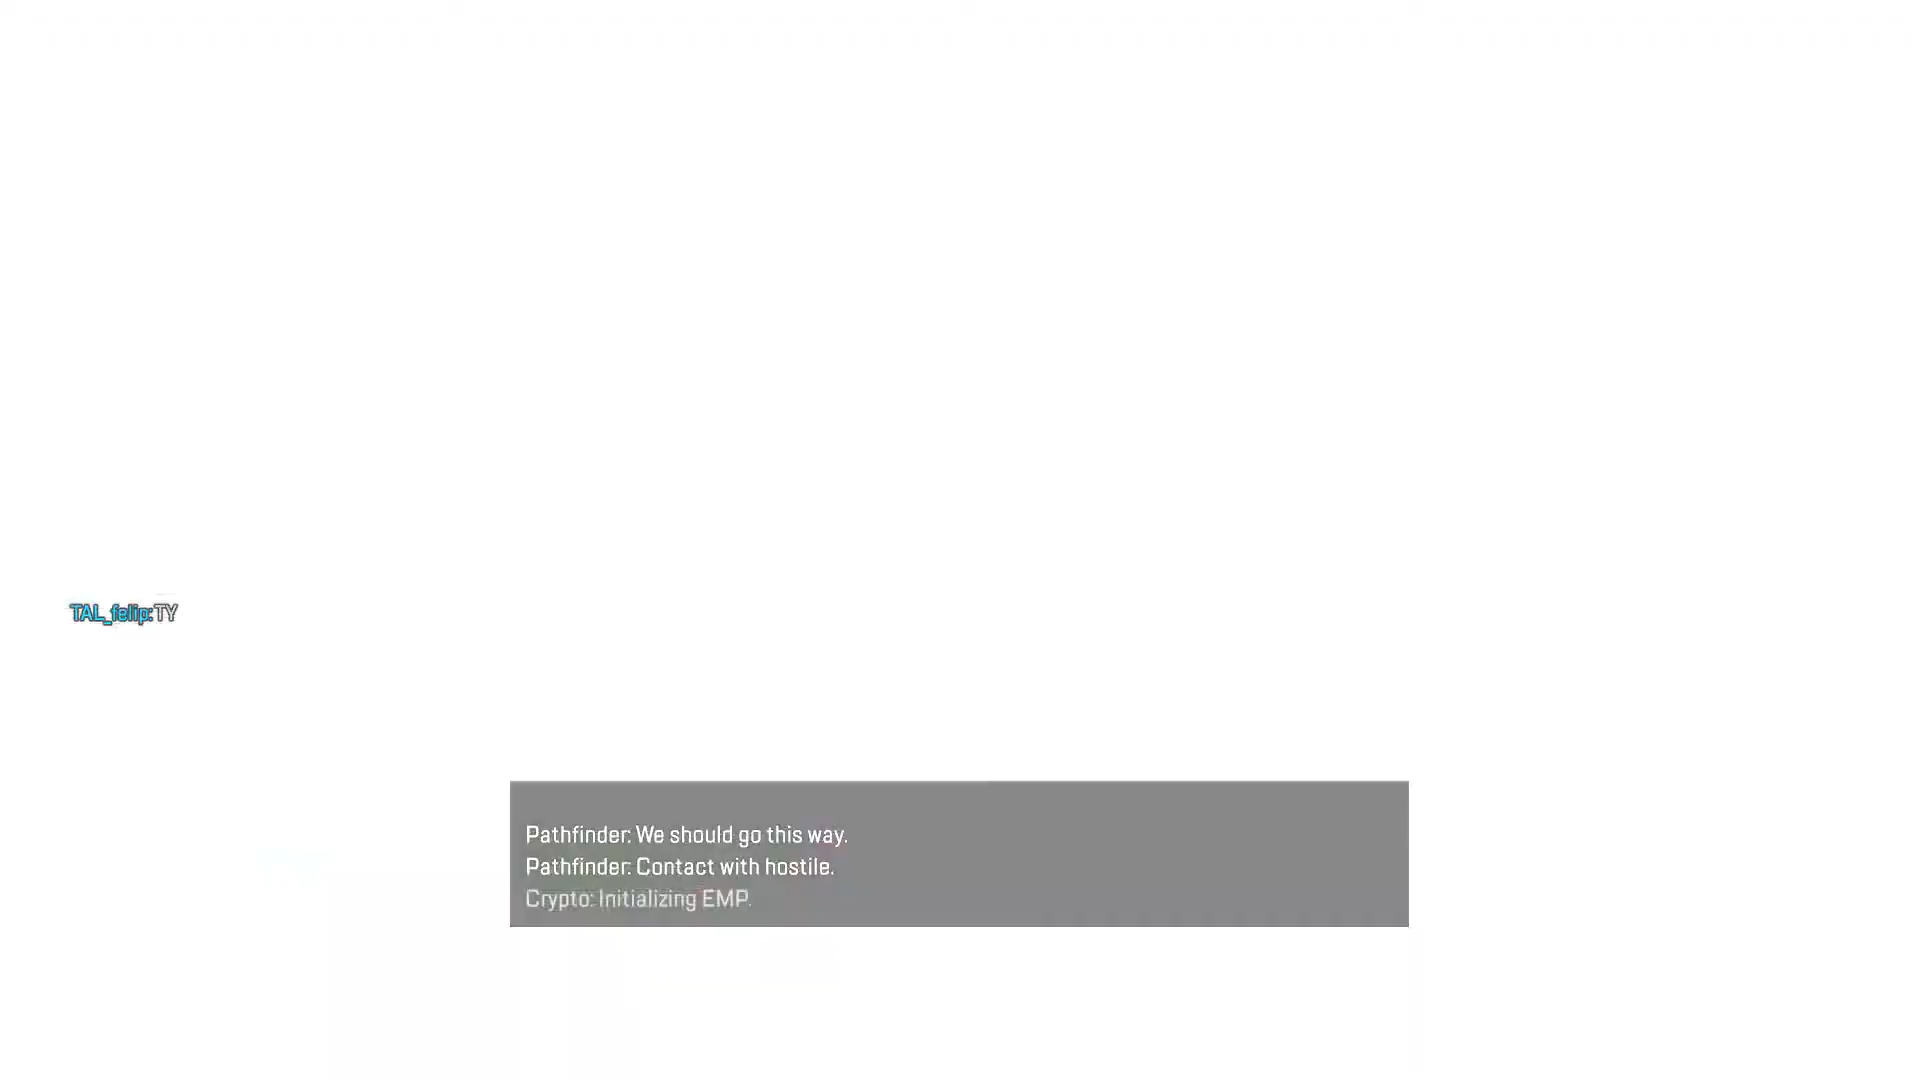 TAL_felip:TY
Pathfinder: We should go this way.
Pathfinder: Contact with hostile.
Crypto: Initializing EMP.